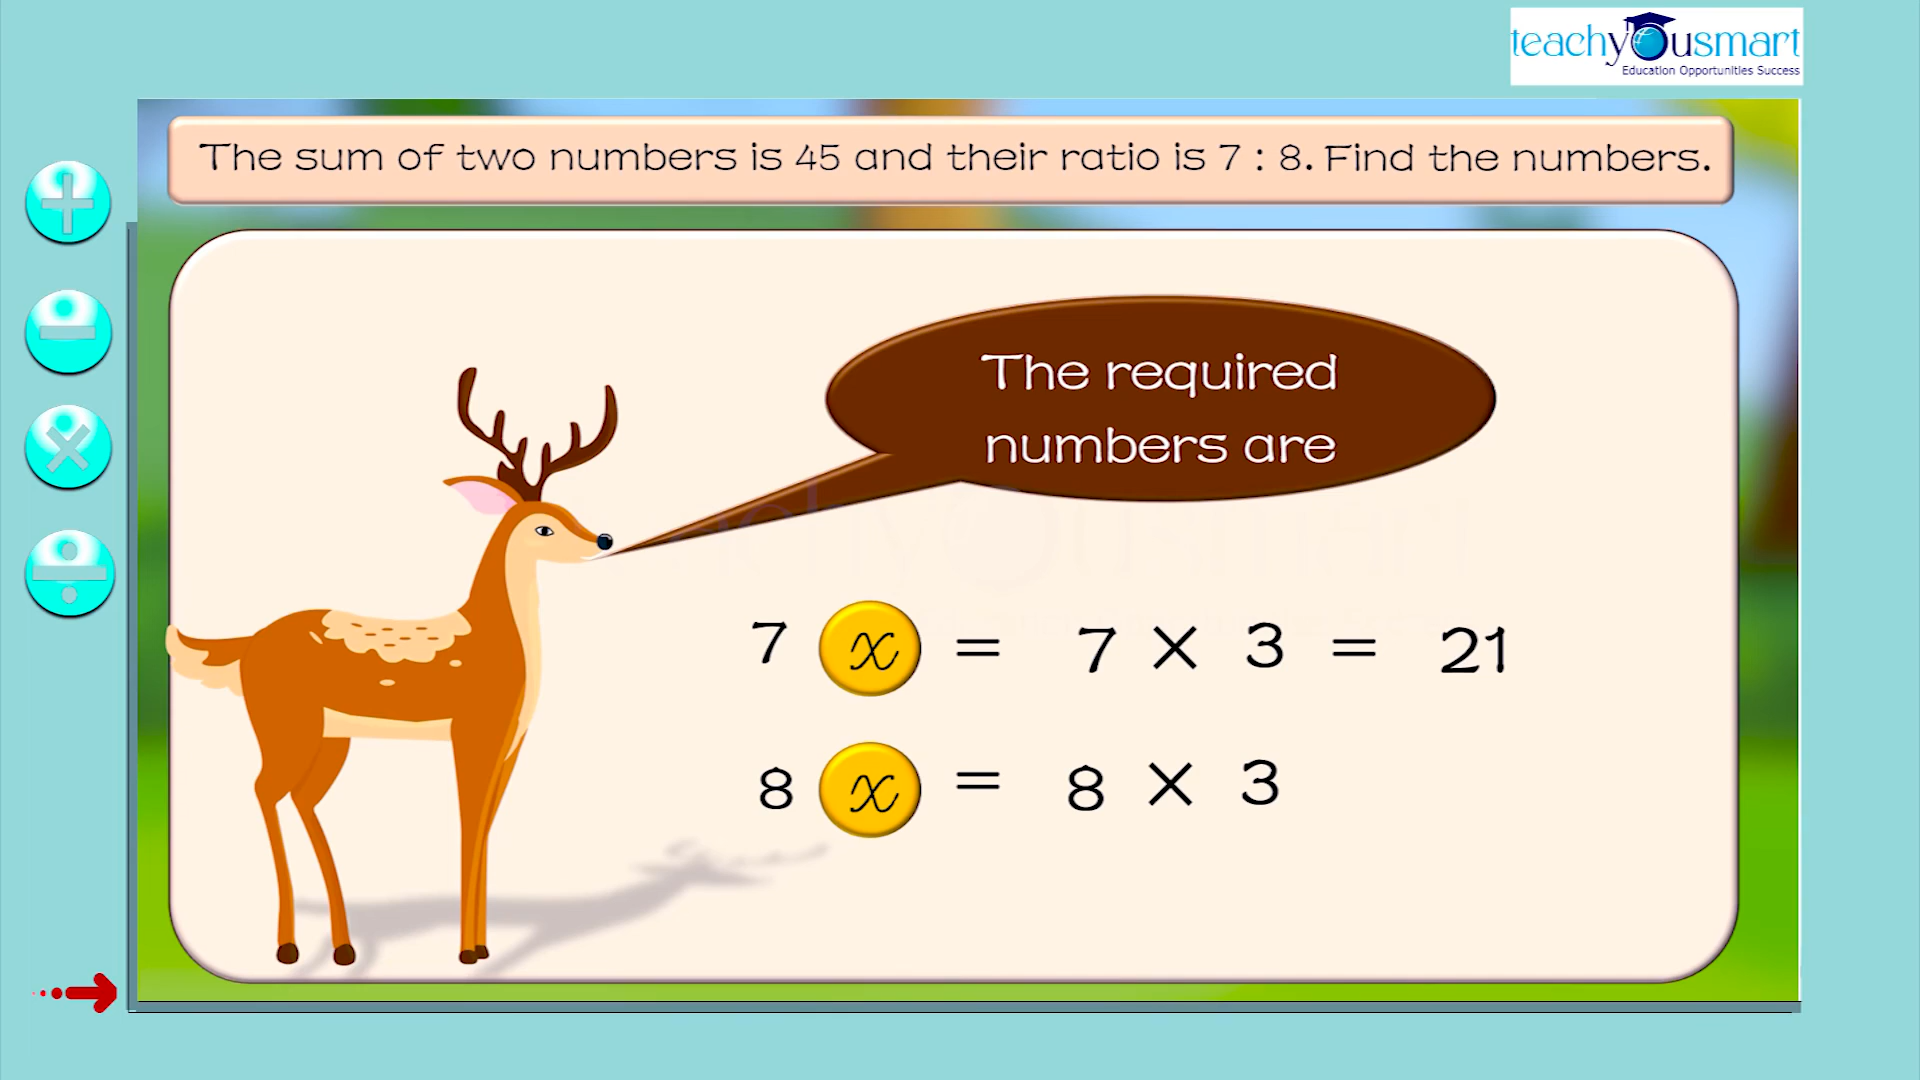 teachyousmart
Education Opportunities Success
The sum of two numbers is 45 and their ratio is 7 : 8. Find the numbers.
The required
numbers are
7 x = 7 × 3 = 21
8 x = 8 × 3